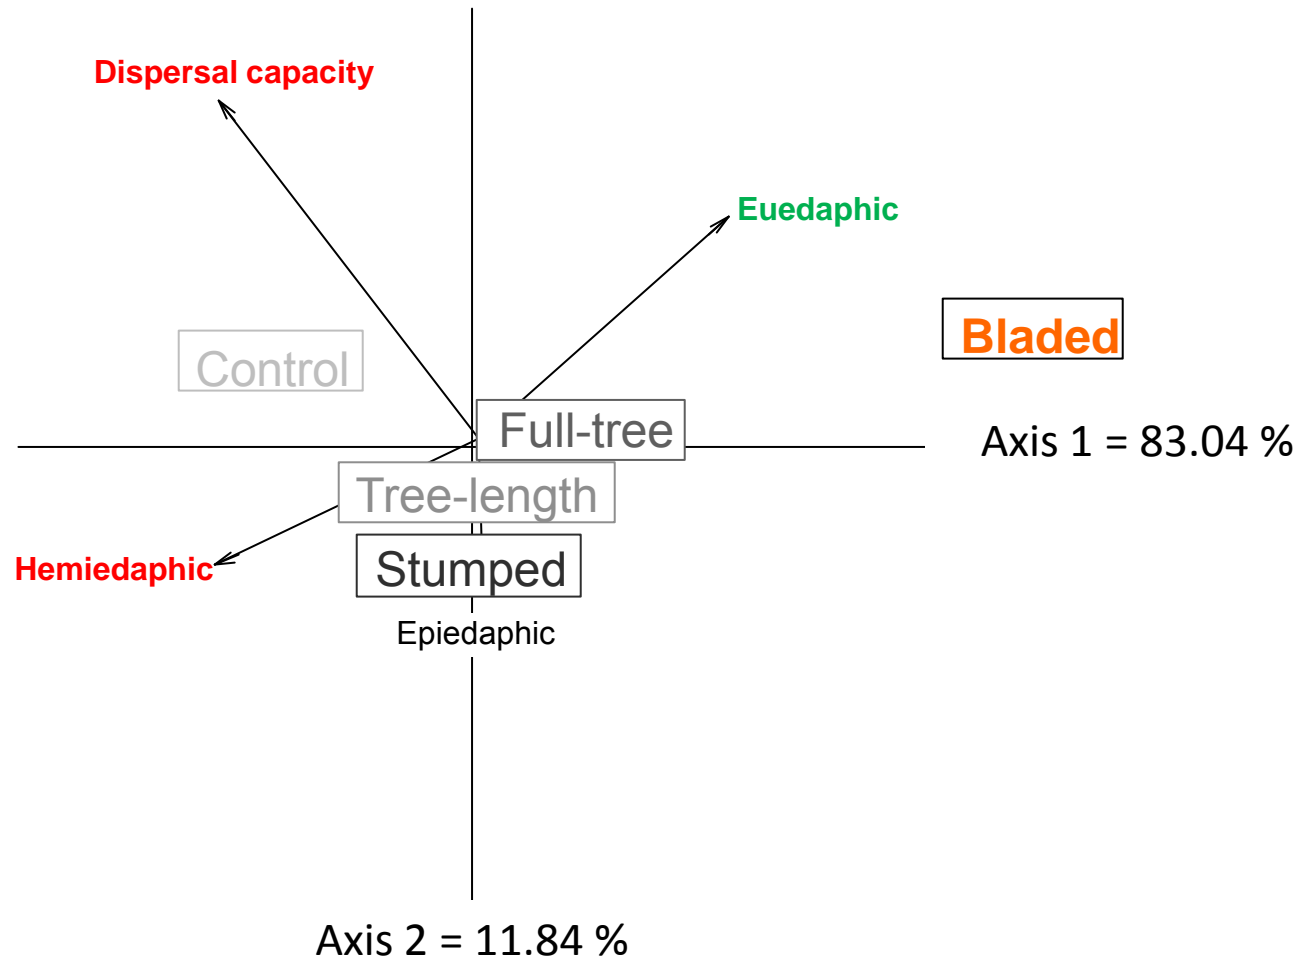 Dispersal capacity
Euedaphic
Bladed
Control
Full-tree
Axis 1 = 83.04 %
Tree-length
Hemiedaphic
Stumped
Epiedaphic
Axis 2 = 11.84 %